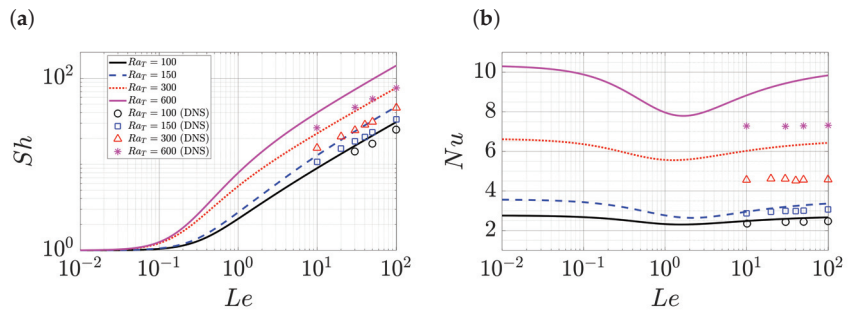 (a)
(b)
10^2
10^0
Sh
Ra_T = 100
Ra_T = 150
Ra_T = 300
Ra_T = 600
Ra_T = 100 (DNS)
Ra_T = 150 (DNS)
Ra_T = 300 (DNS)
Ra_T = 600 (DNS)
10^-2 10^-1 10^0 10^1 10^2
Le
10
8
6
4
2
Nu
10^-2 10^-1 10^0 10^1 10^2
Le